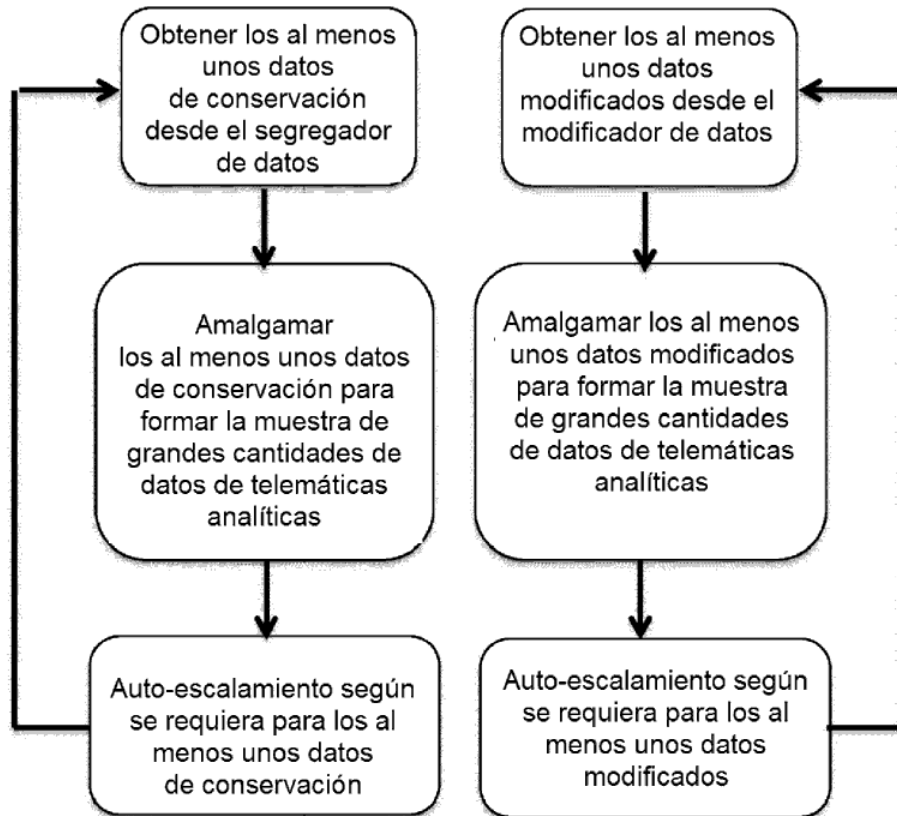 Obtener los al menos
unos datos
de conservación
desde el segregador
de datos
Amalgamar
los al menos unos datos
de conservación para
formar la muestra de
grandes cantidades de
datos de telemáticas
analíticas
Auto-escalamiento según
se requiera para los al
menos unos datos
de conservación
Obtener los al menos
unos datos
modificados desde el
modificador de datos
Amalgamar los al menos
unos datos modificados
para formar la muestra
de grandes cantidades
de datos de telemáticas
analíticas
Auto-escalamiento según
se requiera para los al
menos unos datos
modificados